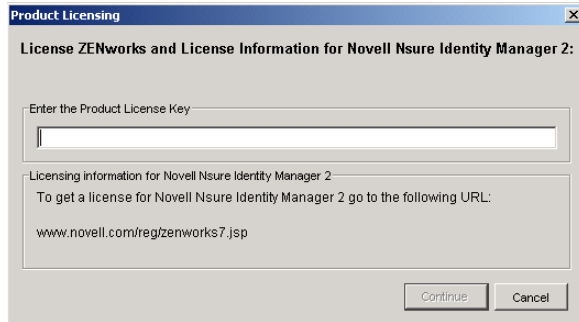 Product Licensing
License ZENworks and License Information for Novell Nsure Identity Manager 2:
Enter the Product License Key
Licensing information for Novell Nsure Identity Manager 2
To get a license for Novell Nsure Identity Manager 2 go to the following URL:
www.novell.com/reg/zenworks7.jsp
Continue Cancel